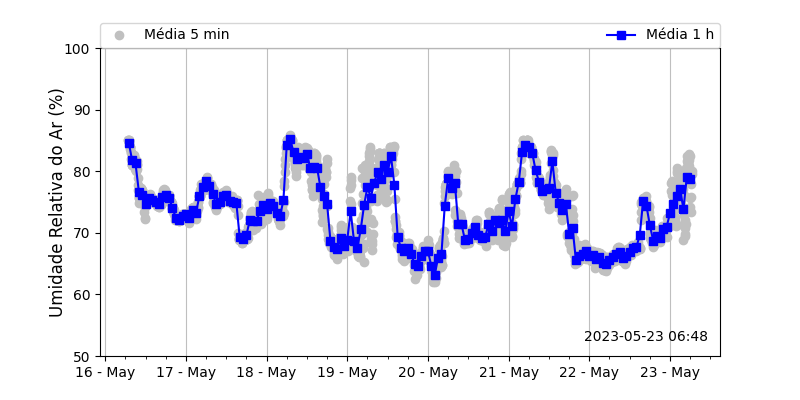 Média 5 min
Média 1 h
Umidade Relativa do Ar (%)
100
90
80
70
60
50
2023-05-23 06:48
16 - May
17 - May
18 - May
19 - May
20 - May
21 - May
22 - May
23 - May